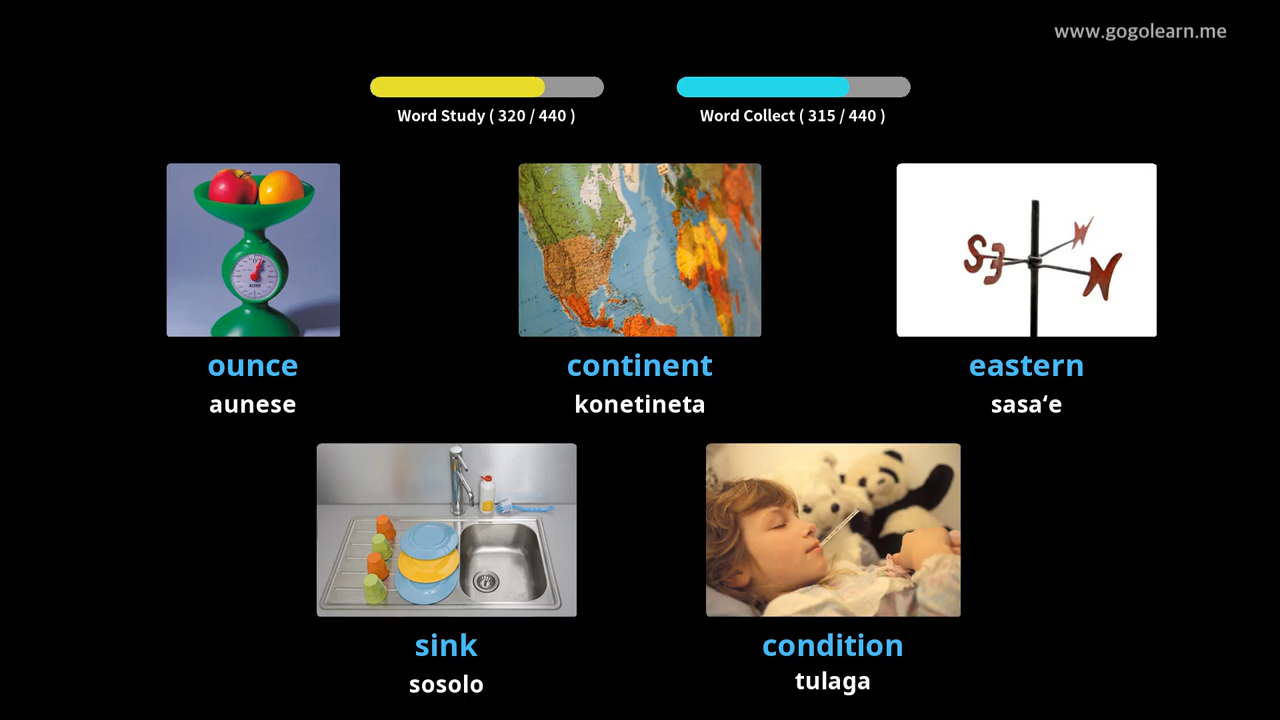 www.gogolearn.me
Word Study ( 320 / 440 )
Word Collect ( 315 / 440 )
ounce
aunese
continent
konetineta
eastern
sasa‘e
sink
sosolo
condition
tulaga